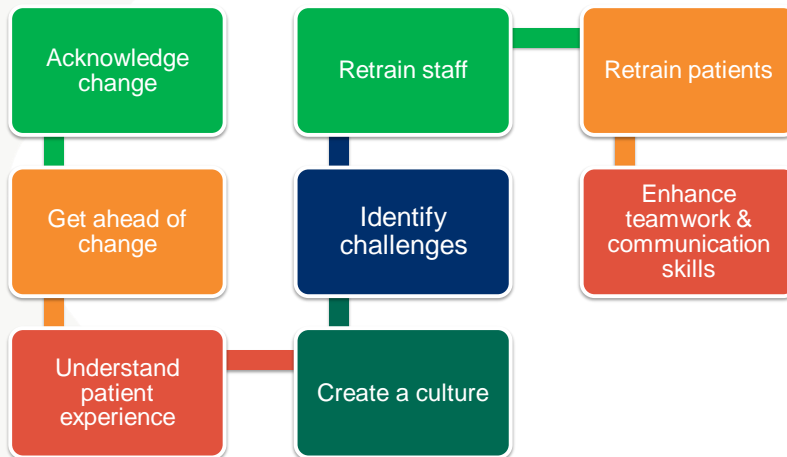 Acknowledge
change
Get ahead of
change
Understand
patient
experience
Create a culture
Identify
challenges
Retrain staff
Retrain patients
Enhance
teamwork &
communication
skills